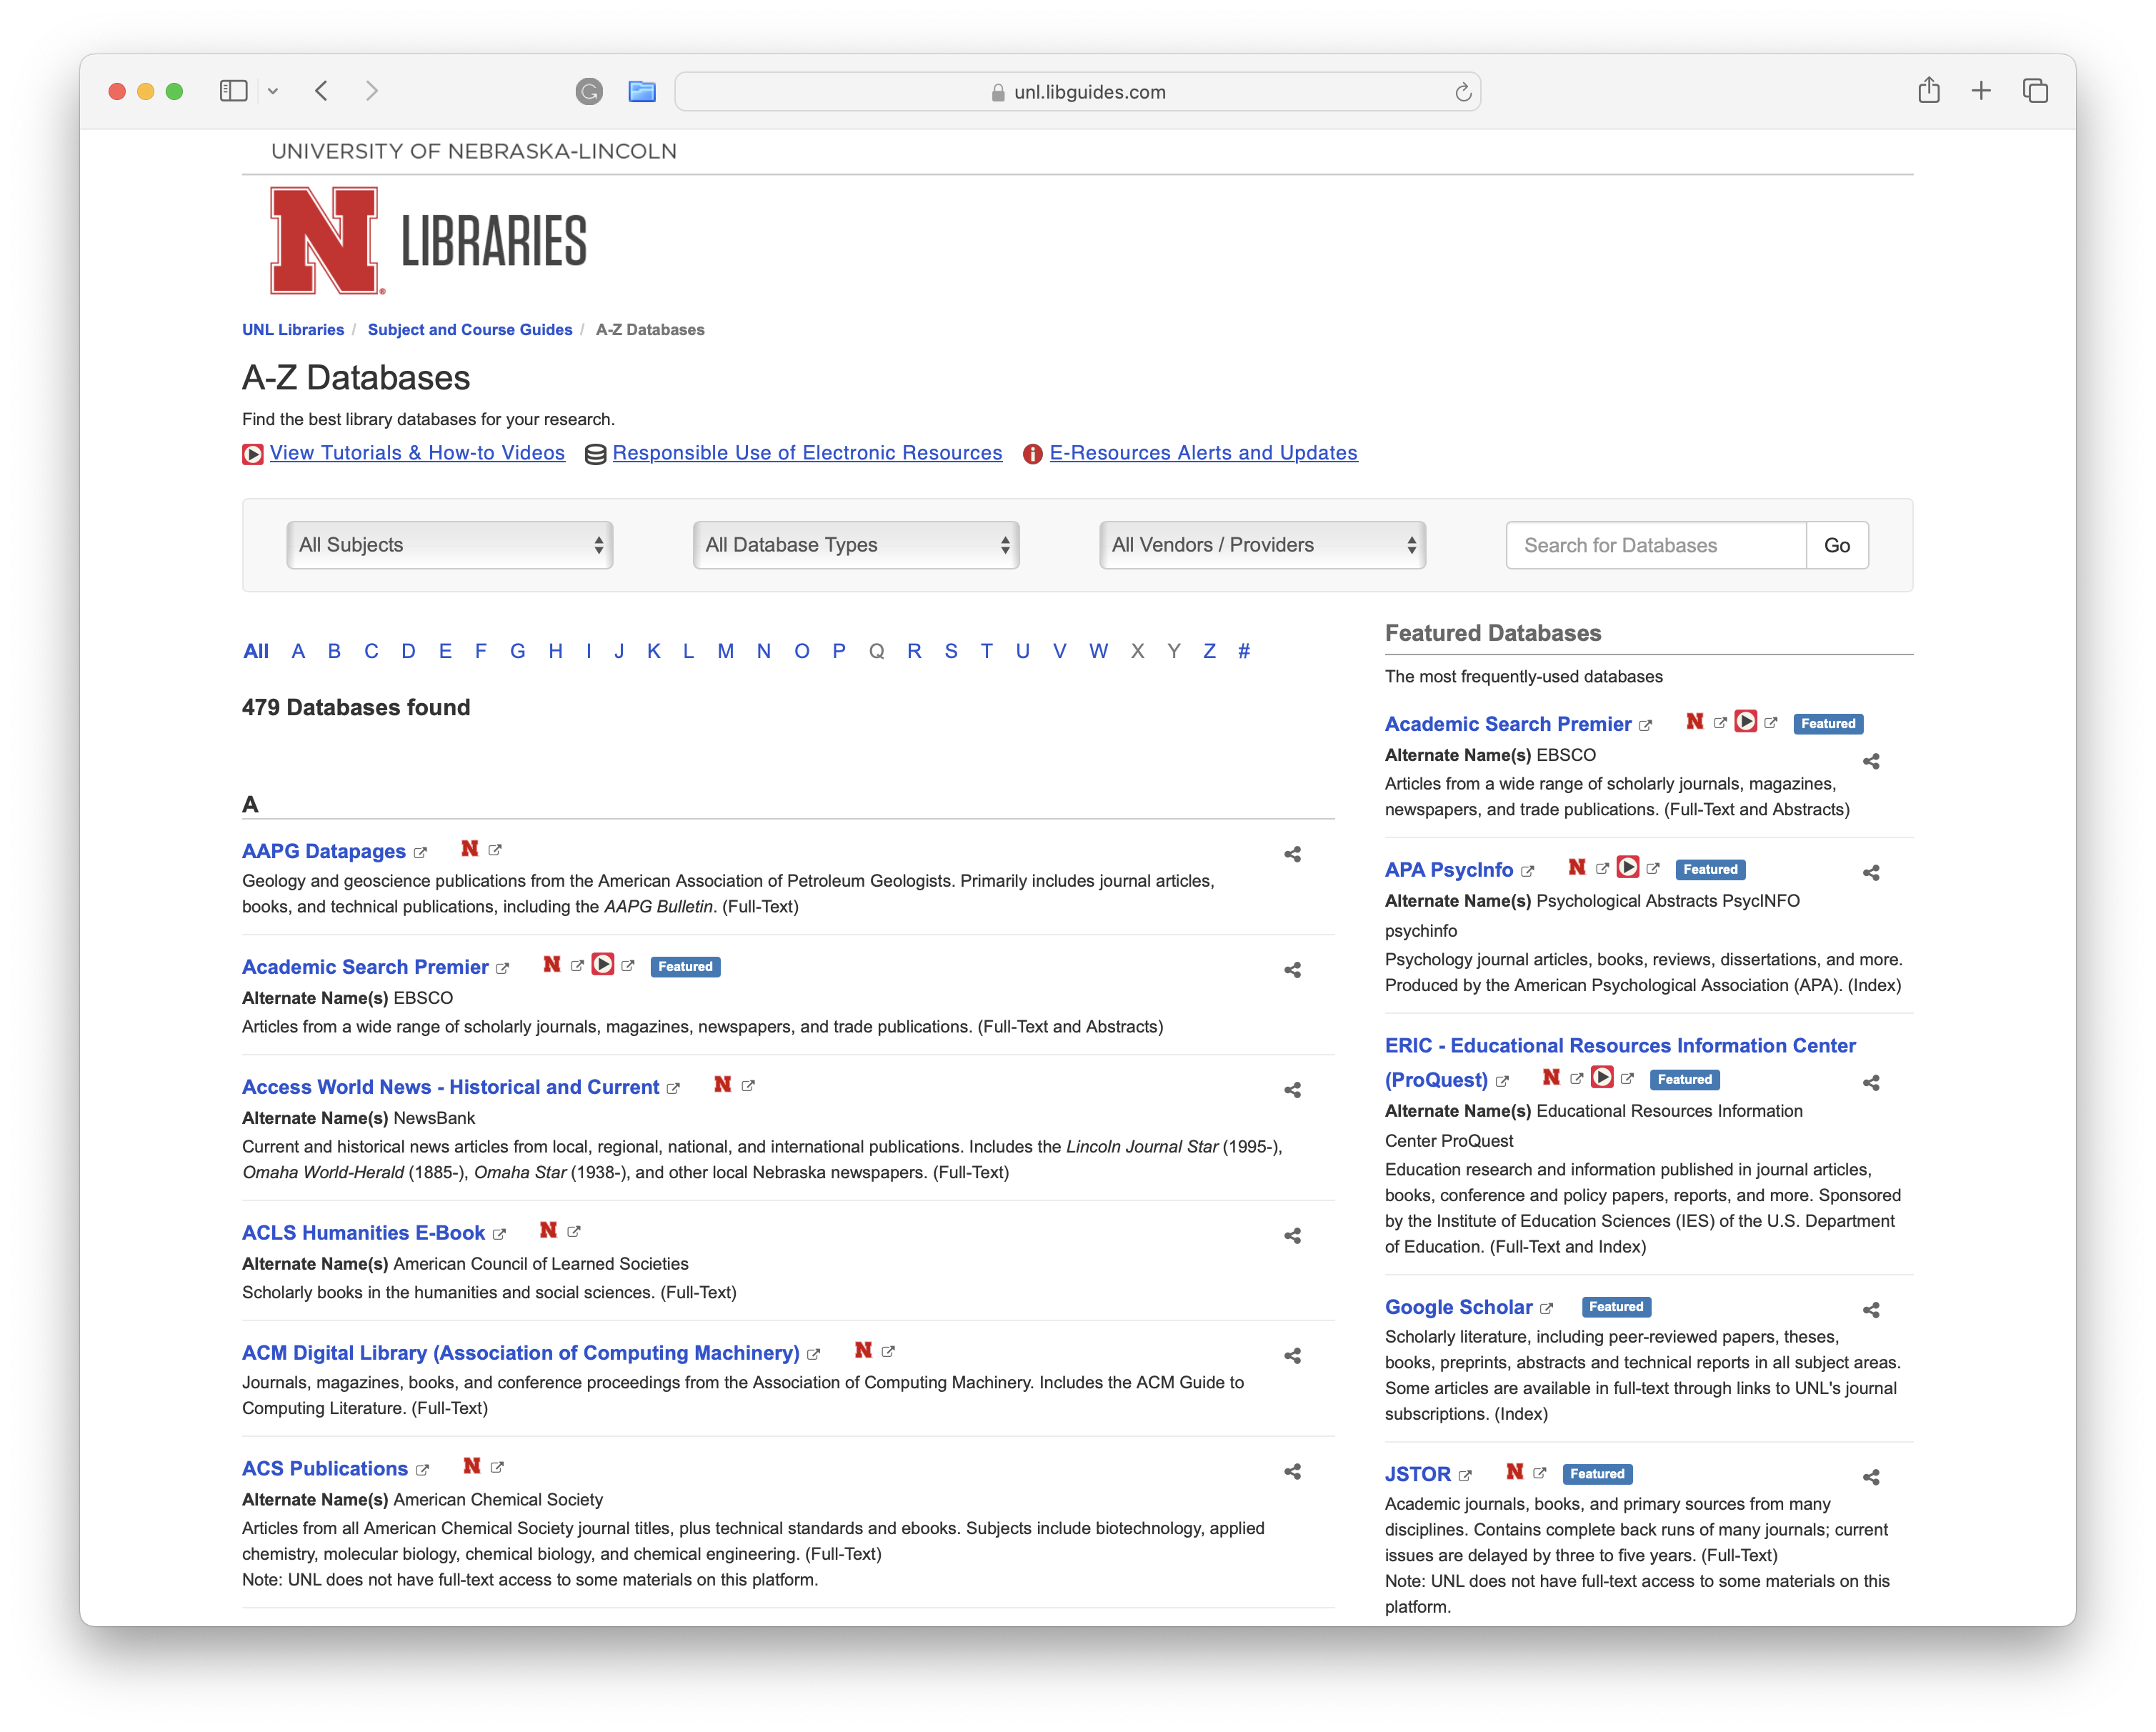 unl.libguides.com
UNIVERSITY OF NEBRASKA-LINCOLN
N LIBRARIES
UNL Libraries / Subject and Course Guides / A-Z Databases
A-Z Databases
Find the best library databases for your research.
View Tutorials & How-to Videos Responsible Use of Electronic Resources E-Resources Alerts and Updates
All Subjects All Database Types All Vendors / Providers Search for Databases Go
All A B C D E F G H I J K L M N O P Q R S T U V W X Y Z #
479 Databases found
A
AAPG Datapages N
Geology and geoscience publications from the American Association of Petroleum Geologists. Primarily includes journal articles,
books, and technical publications, including the AAPG Bulletin. (Full-Text)
Academic Search Premier N Featured
Alternate Name(s) EBSCO
Articles from a wide range of scholarly journals, magazines, newspapers, and trade publications. (Full-Text and Abstracts)
Access World News - Historical and Current N
Alternate Name(s) NewsBank
Current and historical news articles from local, regional, national, and international publications. Includes the Lincoln Journal Star (1995-),
Omaha World-Herald (1885-), Omaha Star (1938-), and other local Nebraska newspapers. (Full-Text)
ACLS Humanities E-Book N
Alternate Name(s) American Council of Learned Societies
Scholarly books in the humanities and social sciences. (Full-Text)
ACM Digital Library (Association of Computing Machinery) N
Journals, magazines, books, and conference proceedings from the Association of Computing Machinery. Includes the ACM Guide to
Computing Literature. (Full-Text)
ACS Publications N
Alternate Name(s) American Chemical Society
Articles from all American Chemical Society journal titles, plus technical standards and ebooks. Subjects include biotechnology, applied
chemistry, molecular biology, chemical biology, and chemical engineering. (Full-Text)
Note: UNL does not have full-text access to some materials on this platform.
Featured Databases
The most frequently-used databases
Academic Search Premier N Featured
Alternate Name(s) EBSCO
Articles from a wide range of scholarly journals, magazines,
newspapers, and trade publications. (Full-Text and Abstracts)
APA PsycInfo N Featured
Alternate Name(s) Psychological Abstracts PsycINFO
psychinfo
Psychology journal articles, books, reviews, dissertations, and more.
Produced by the American Psychological Association (APA). (Index)
ERIC - Educational Resources Information Center
(ProQuest) N Featured
Alternate Name(s) Educational Resources Information
Center ProQuest
Education research and information published in journal articles,
books, conference and policy papers, reports, and more. Sponsored
by the Institute of Education Sciences (IES) of the U.S. Department
of Education. (Full-Text and Index)
Google Scholar Featured
Scholarly literature, including peer-reviewed papers, theses,
books, preprints, abstracts and technical reports in all subject areas.
Some articles are available in full-text through links to UNL's journal
subscriptions. (Index)
JSTOR N Featured
Academic journals, books, and primary sources from many
disciplines. Contains complete back runs of many journals; current
issues are delayed by three to five years. (Full-Text)
Note: UNL does not have full-text access to some materials on this
platform.